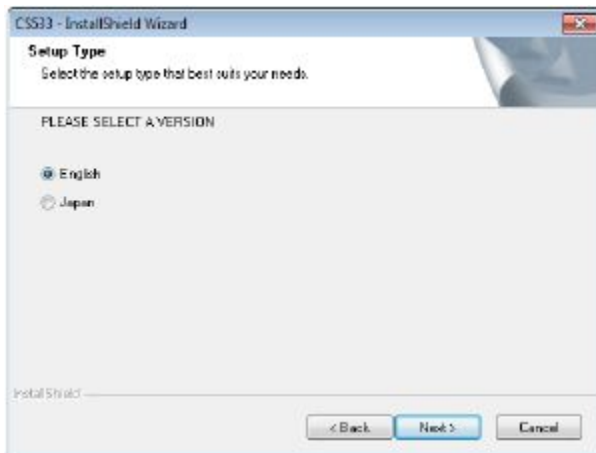 CS533 - InstallShield Wizard
Setup Type
Select the setup type that best suits your needs.
PLEASE SELECT A VERSION
English
Japan
InstallShield
< Back
Next >
Cancel